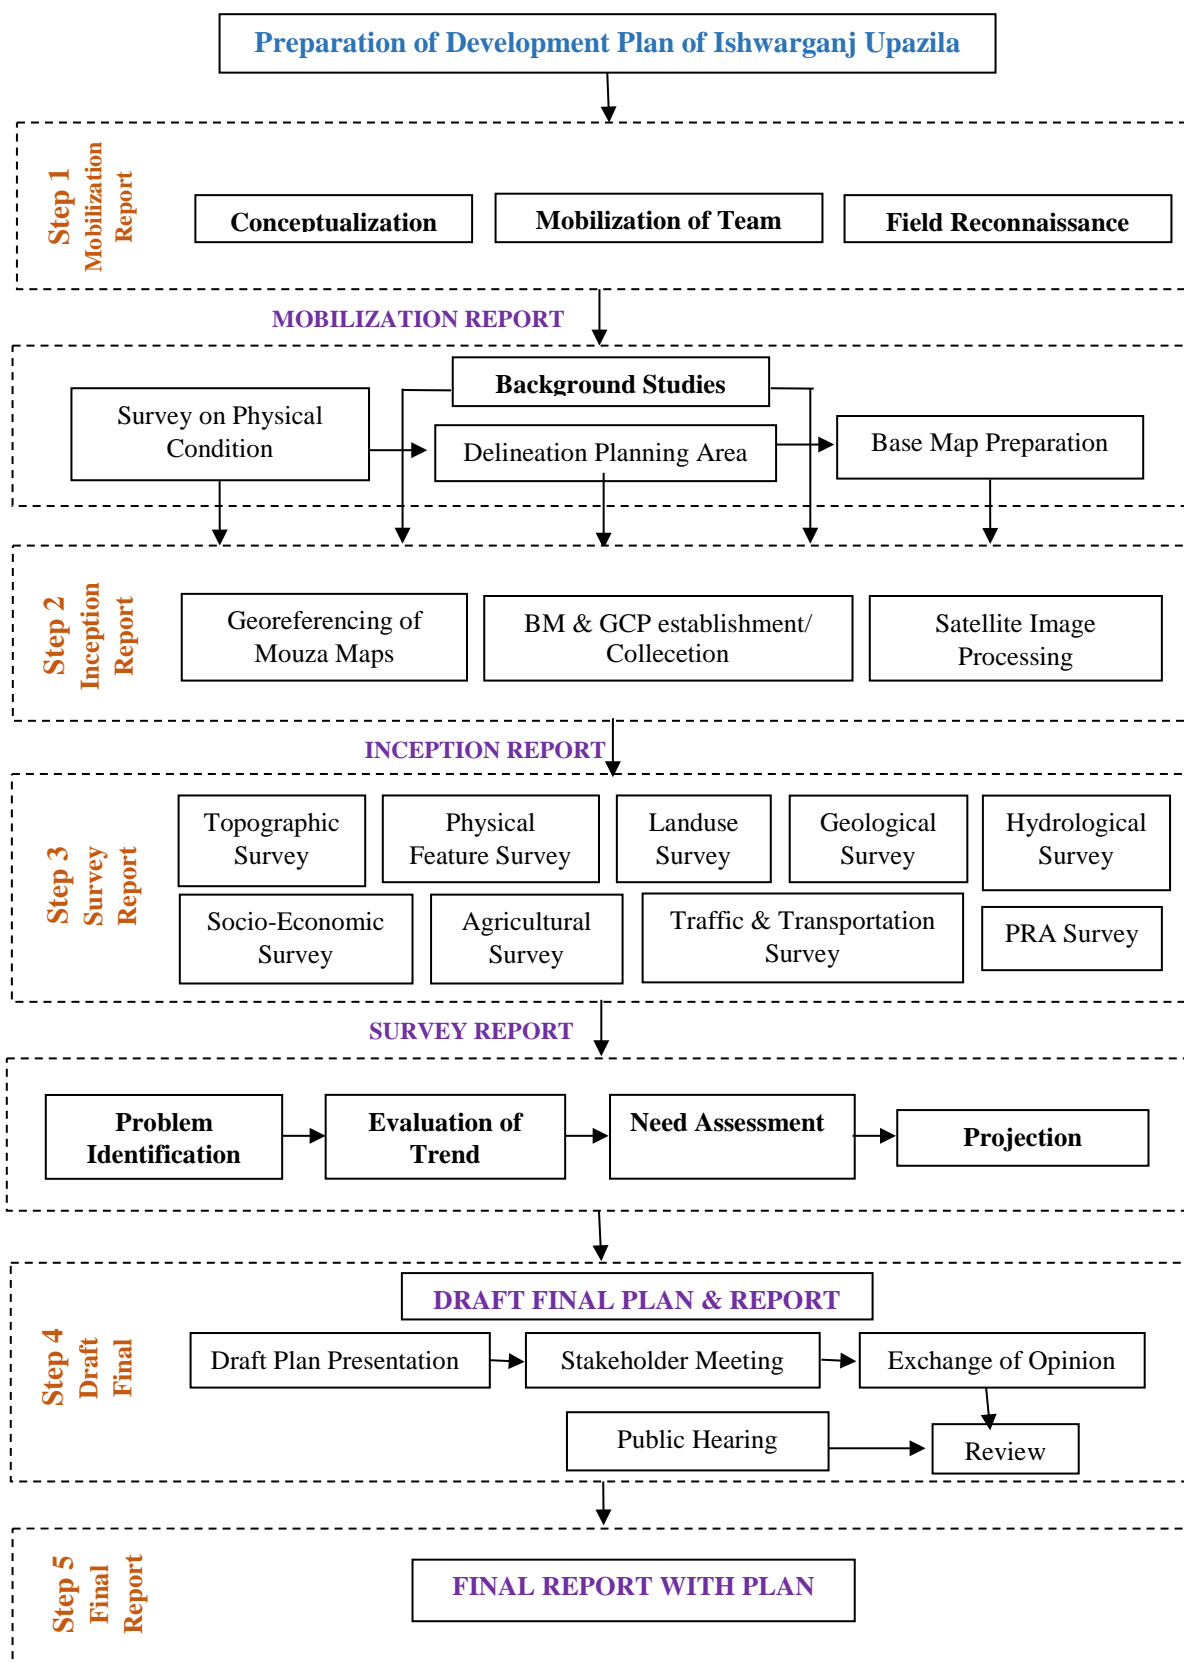 Preparation of Development Plan of Ishwarganj Upazila
Step 1
Mobilization
Report
Conceptualization
Mobilization of Team
Field Reconnaissance
MOBILIZATION REPORT
Background Studies
Survey on Physical
Condition
Delineation Planning Area
Base Map Preparation
Step 2
Inception
Report
Georeferencing of
Mouza Maps
BM & GCP establishment/
Collecetion
Satellite Image
Processing
INCEPTION REPORT
Step 3
Survey
Report
Topographic
Survey
Physical
Feature Survey
Landuse
Survey
Geological
Survey
Hydrological
Survey
Socio-Economic
Survey
Agricultural
Survey
Traffic & Transportation
Survey
PRA Survey
SURVEY REPORT
Problem
Identification
Evaluation of
Trend
Need Assessment
Projection
Step 4
Draft
Final
DRAFT FINAL PLAN & REPORT
Draft Plan Presentation
Stakeholder Meeting
Exchange of Opinion
Public Hearing
Review
Step 5
Final
Report
FINAL REPORT WITH PLAN